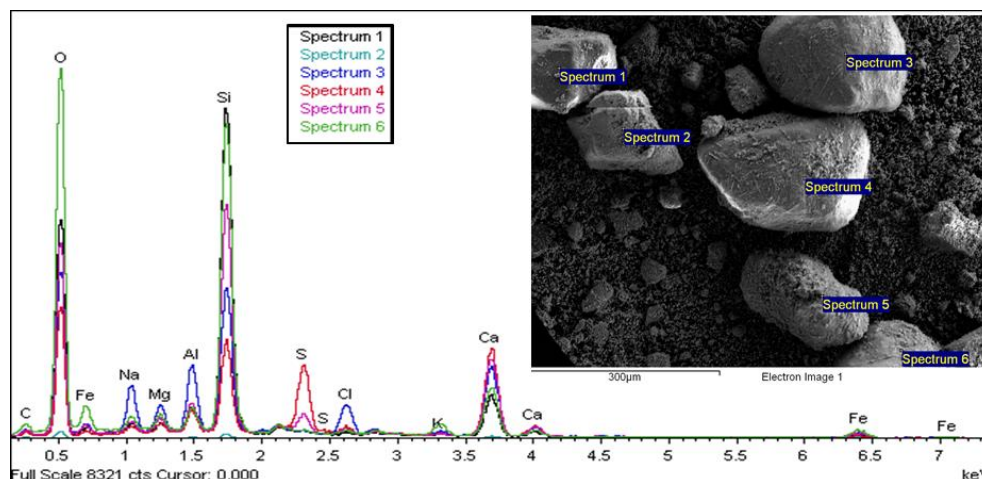 Spectrum 1
Spectrum 2
Spectrum 3
Spectrum 4
Spectrum 5
Spectrum 6
O
Si
C
Fe
Na
Mg
Al
S
S
Cl
K
Ca
Ca
Fe
Fe
0.5 1 1.5 2 2.5 3 3.5 4 4.5 5 5.5 6 6.5 7
Full Scale 8321 cts Cursor: 0.000
keV
Spectrum 1
Spectrum 3
Spectrum 2
Spectrum 4
Spectrum 5
Spectrum 6
300µm
Electron Image 1